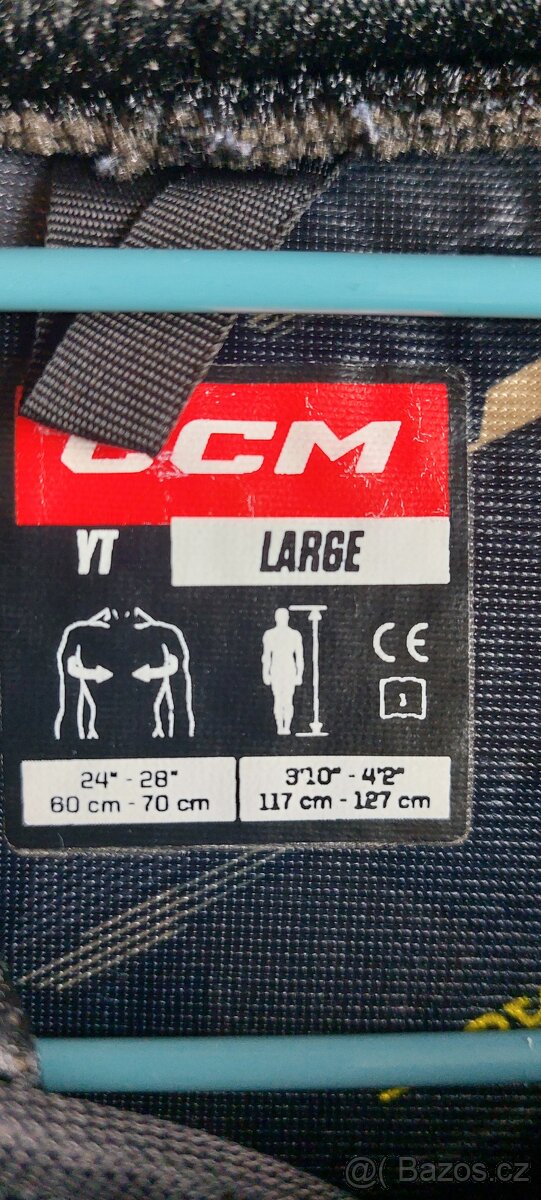 CCM
YT LARGE
CE
24" - 28"
60 cm - 70 cm
3'10" - 4'2"
117 cm - 127 cm
@ Bazos.cz